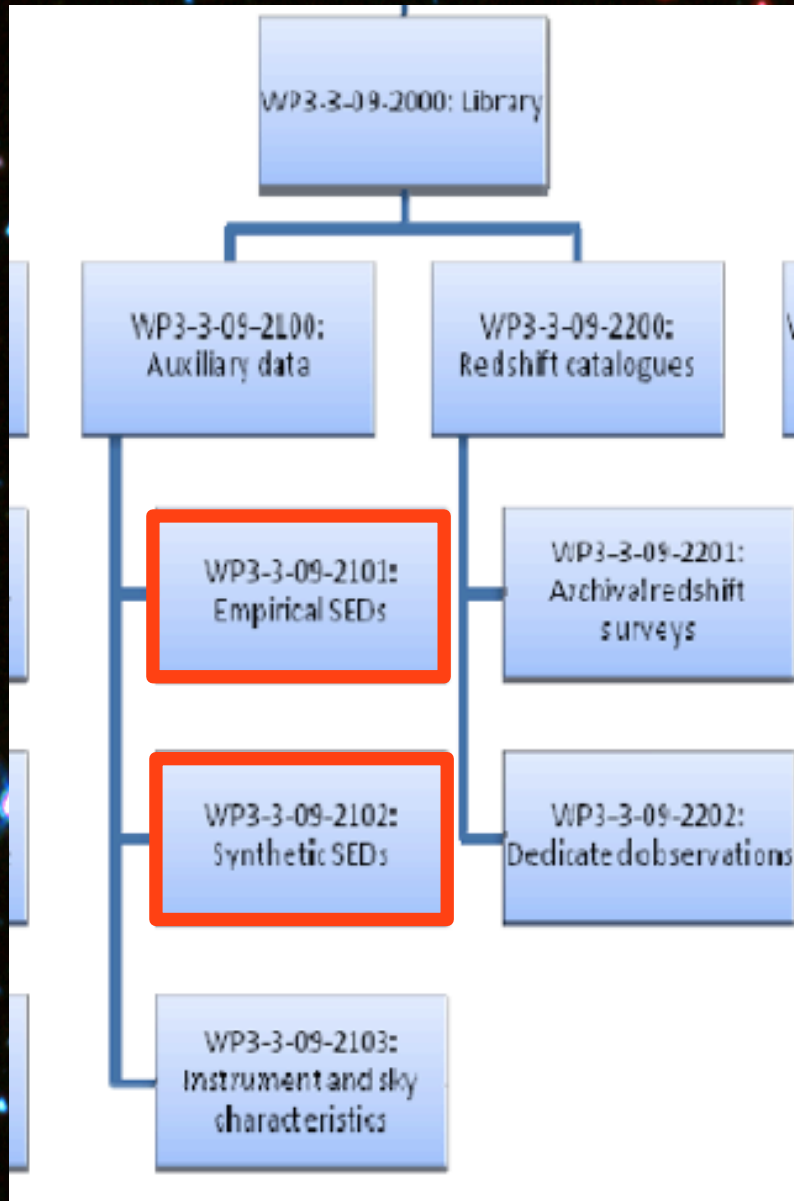 WP3-3-09-2000: Library
WP3-3-09-2100:
Auxiliary data
WP3-3-09-2200:
Redshift catalogues
WP3-3-09-2101:
Empirical SEDs
WP3-3-09-2201:
Archival redshift
surveys
WP3-3-09-2102:
Synthetic SEDs
WP3-3-09-2202:
Dedicated observations
WP3-3-09-2103:
Instrument and sky
characteristics